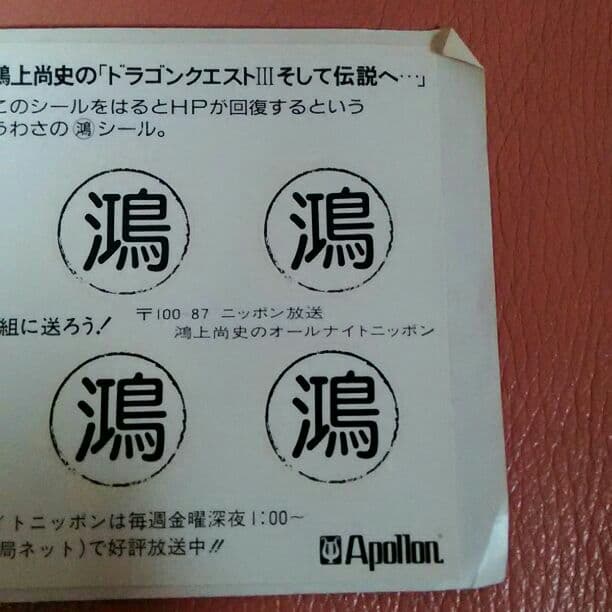 鴻上尚史の「ドラゴンクエストIIIそして伝説へ…」
このシールをはるとHPが回復するという
うわさの㊢シール。
鴻 鴻
〒100-87 ニッポン放送
組に送ろう! 鴻上尚史のオールナイトニッポン
鴻 鴻
イトニッポンは毎週金曜深夜1:00～
局ネット)で好評放送中!!
Apollon